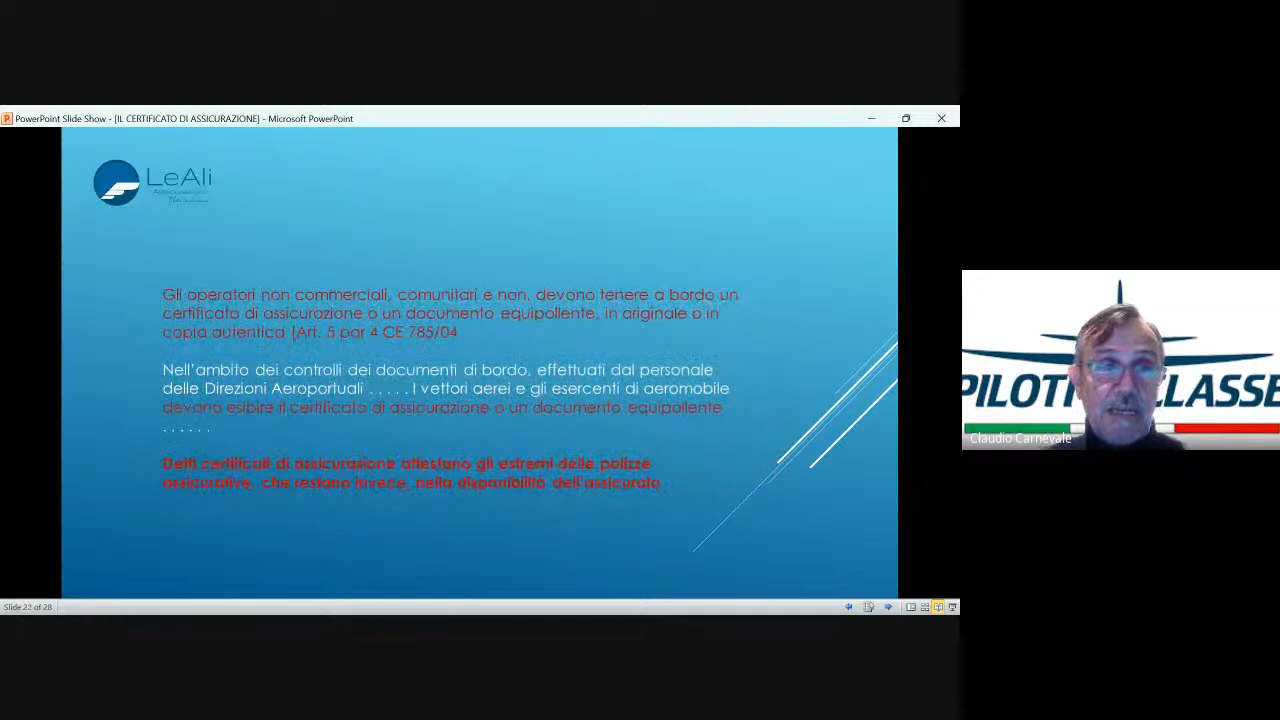 PowerPoint Slide Show - [IL CERTIFICATO DI ASSICURAZIONE] - Microsoft PowerPoint
LeAli
Gli operatori non commerciali, comunitari e non, devono tenere a bordo un
certificato di assicurazione o un documento equipollente, in originale o in
copia autentica [Art. 5 par 4 CE 785/04
Nell'ambito dei controlli dei documenti di bordo, effettuati dal personale
delle Direzioni Aeroportuali . . . . . I vettori aerei e gli esercenti di aeromobile
devono esibire il certificato di assicurazione o un documento equipollente
. . . . . .
Detti certificati di assicurazione attestano gli estremi delle polizze
assicurative, che restano invece nella disponibilità dell'assicurato
PILOTI CLASSE
Claudio Carnevale
Slide 23 of 28